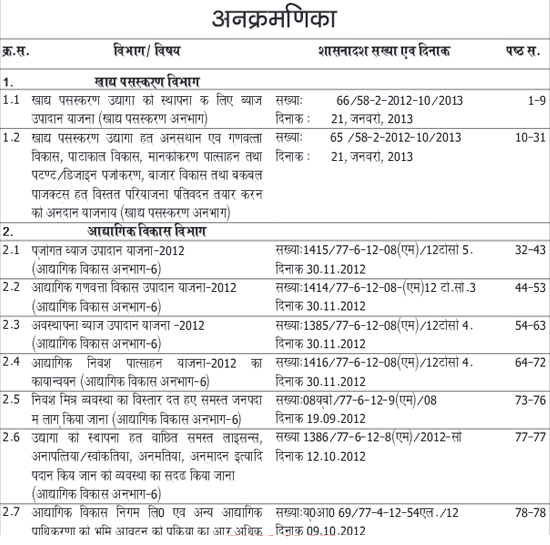 अनक्रमणिका
क्र.स. विभाग/ विषय शासनादश सख्या एव दिनाक पष्ठ स.
1. खाद्य पसस्करण विभाग
1.1 खाद्य पसस्करण उद्यागा को स्थापना क लिए ब्याज सख्याः 66/58-2-2012-10/2013 1-9
उपादान याजना (खाद्य पसस्करण अनभाग) दिनाक : 21, जनवरो, 2013
1.2 खाद्य पसस्करण उद्यागा हत अनसधान एव गणवत्ता सख्याः 65 /58-2-2012-10/2013 10-31
विकास, पाटाकाल विकास, मानकोकरण पात्साहन तथा दिनाक : 21, जनवरो, 2013
पटण्ट/डिजाइन पजोकरण, बाजार विकास तथा बकवल
पाजक्टस हत विस्तत परियाजना पतिवदन तयार करन
को अनदान याजनाय (खाद्य पसस्करण अनभाग)
2. आद्यागिक विकास विभाग
2.1 पजोगत ब्याज उपादान याजना-2012 सख्याः1415/77-6-12-08(एम)/12टोसो 5. 32-43
(आद्यागिक विकास अनभाग-6) दिनाक 30.11.2012
2.2 आद्यागिक गणवत्ता विकास उपादान याजना-2012 सख्याः1414/77-6-12-08-(एम)12 टो.सो.3 44-53
(आद्यागिक विकास अनभाग-6) दिनाक 30.11.2012
2.3 अवस्थापना ब्याज उपादान याजना -2012 सख्याः1385/77-6-12-08(एम)/12टोसो 4. 54-63
(आद्यागिक विकास अनभाग-6) दिनाक 30.11.2012
2.4 आद्यागिक निवश पात्साहन याजना-2012 का सख्याः1416/77-6-12-08(एम)/12टोसो 4. 64-72
कायान्वयन (आद्यागिक विकास अनभाग-6) दिनाक 30.11.2012
2.5 निवश मित्र व्यवस्था का विस्तार दत हए समस्त जनपदा सख्याः08यबो/77-6-12-9(एम)/08 73-76
म लाग किया जाना (आद्यागिक विकास अनभाग-6) दिनाक 19.09.2012
2.6 उद्यागा को स्थापना हत वाछित समस्त लाइसन्स, सख्या 1386/77-6-12-8(एम)/2012-सो 77-77
अनापत्तिया/स्वोकतिया, अनमतिया, अनमादन इत्यादि दिनाक 12.10.2012
पदान किय जान को व्यवस्था का सदढ किया जाना
(आद्यागिक विकास अनभाग-6)
2.7 आद्यागिक विकास निगम लि0 एव अन्य आद्यागिक सख्याःय0आ0 69/77-4-12-54एल./12 78-78
पाधिकरणा को भमि आवटन को पकिया का आर अधिक दिनाक 09.10.2012